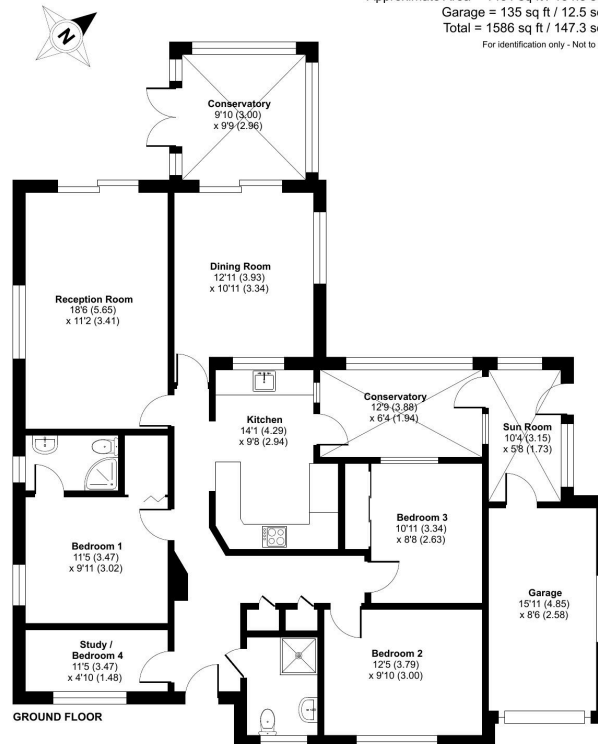 Garage = 135 sq ft / 12.5
Total = 1586 sq ft / 147.3
For identification only - Not to
N
Conservatory
9'10 (3.00)
x 9'9 (2.96)
Dining Room
12'11 (3.93)
x 10'11 (3.34)
Reception Room
18'6 (5.65)
x 11'2 (3.41)
Kitchen
14'1 (4.29)
x 9'8 (2.94)
Conservatory
12'9 (3.88)
x 6'4 (1.94)
Sun Room
10'4 (3.15)
x 5'8 (1.73)
Bedroom 3
10'11 (3.34)
x 8'8 (2.63)
Bedroom 1
11'5 (3.47)
x 9'11 (3.02)
Garage
15'11 (4.85)
x 8'6 (2.58)
Study /
Bedroom 4
11'5 (3.47)
x 4'10 (1.48)
Bedroom 2
12'5 (3.79)
x 9'10 (3.00)
GROUND FLOOR